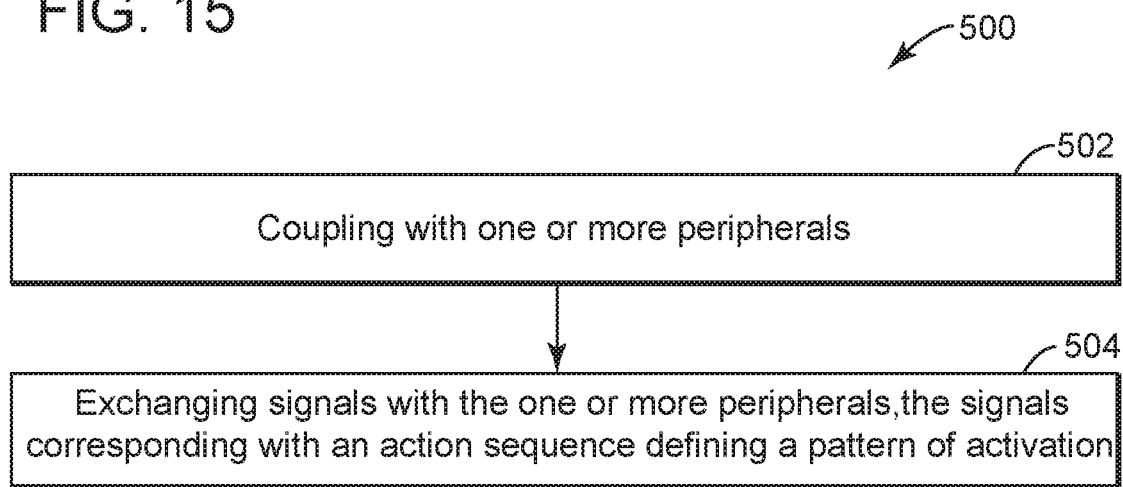 FIG. 15
500
502
Coupling with one or more peripherals
504
Exchanging signals with the one or more peripherals,the signals
corresponding with an action sequence defining a pattern of activation